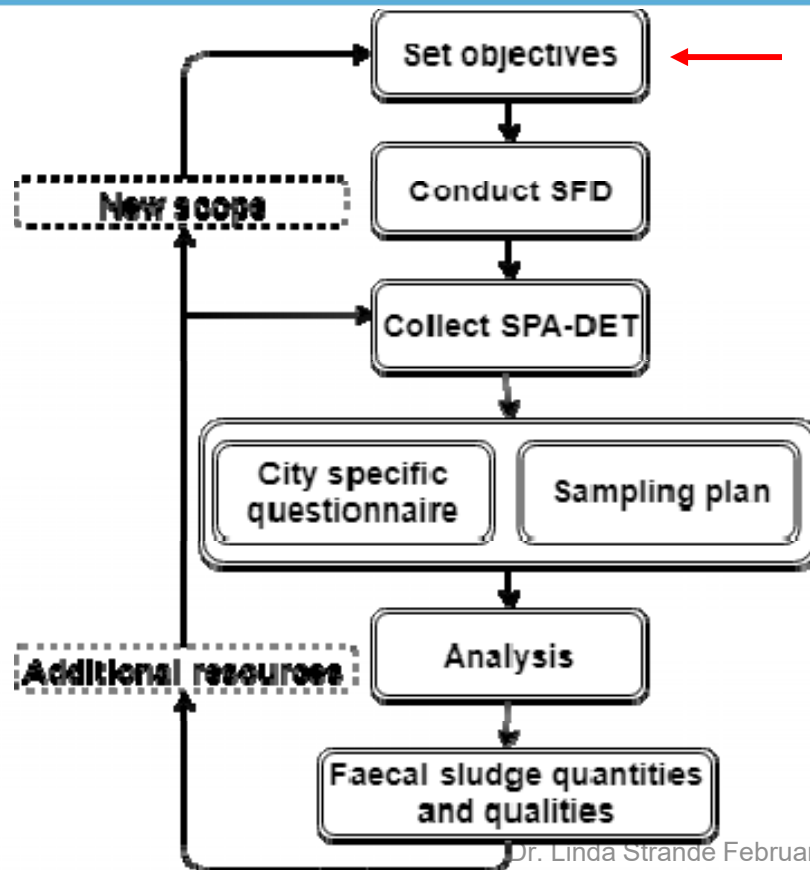 Set objectives
New scope
Conduct SFD
Collect SPA-DET
City specific
questionnaire
Sampling plan
Additional resources
Analysis
Faecal sludge quantities
and qualities
Dr. Linda Strande